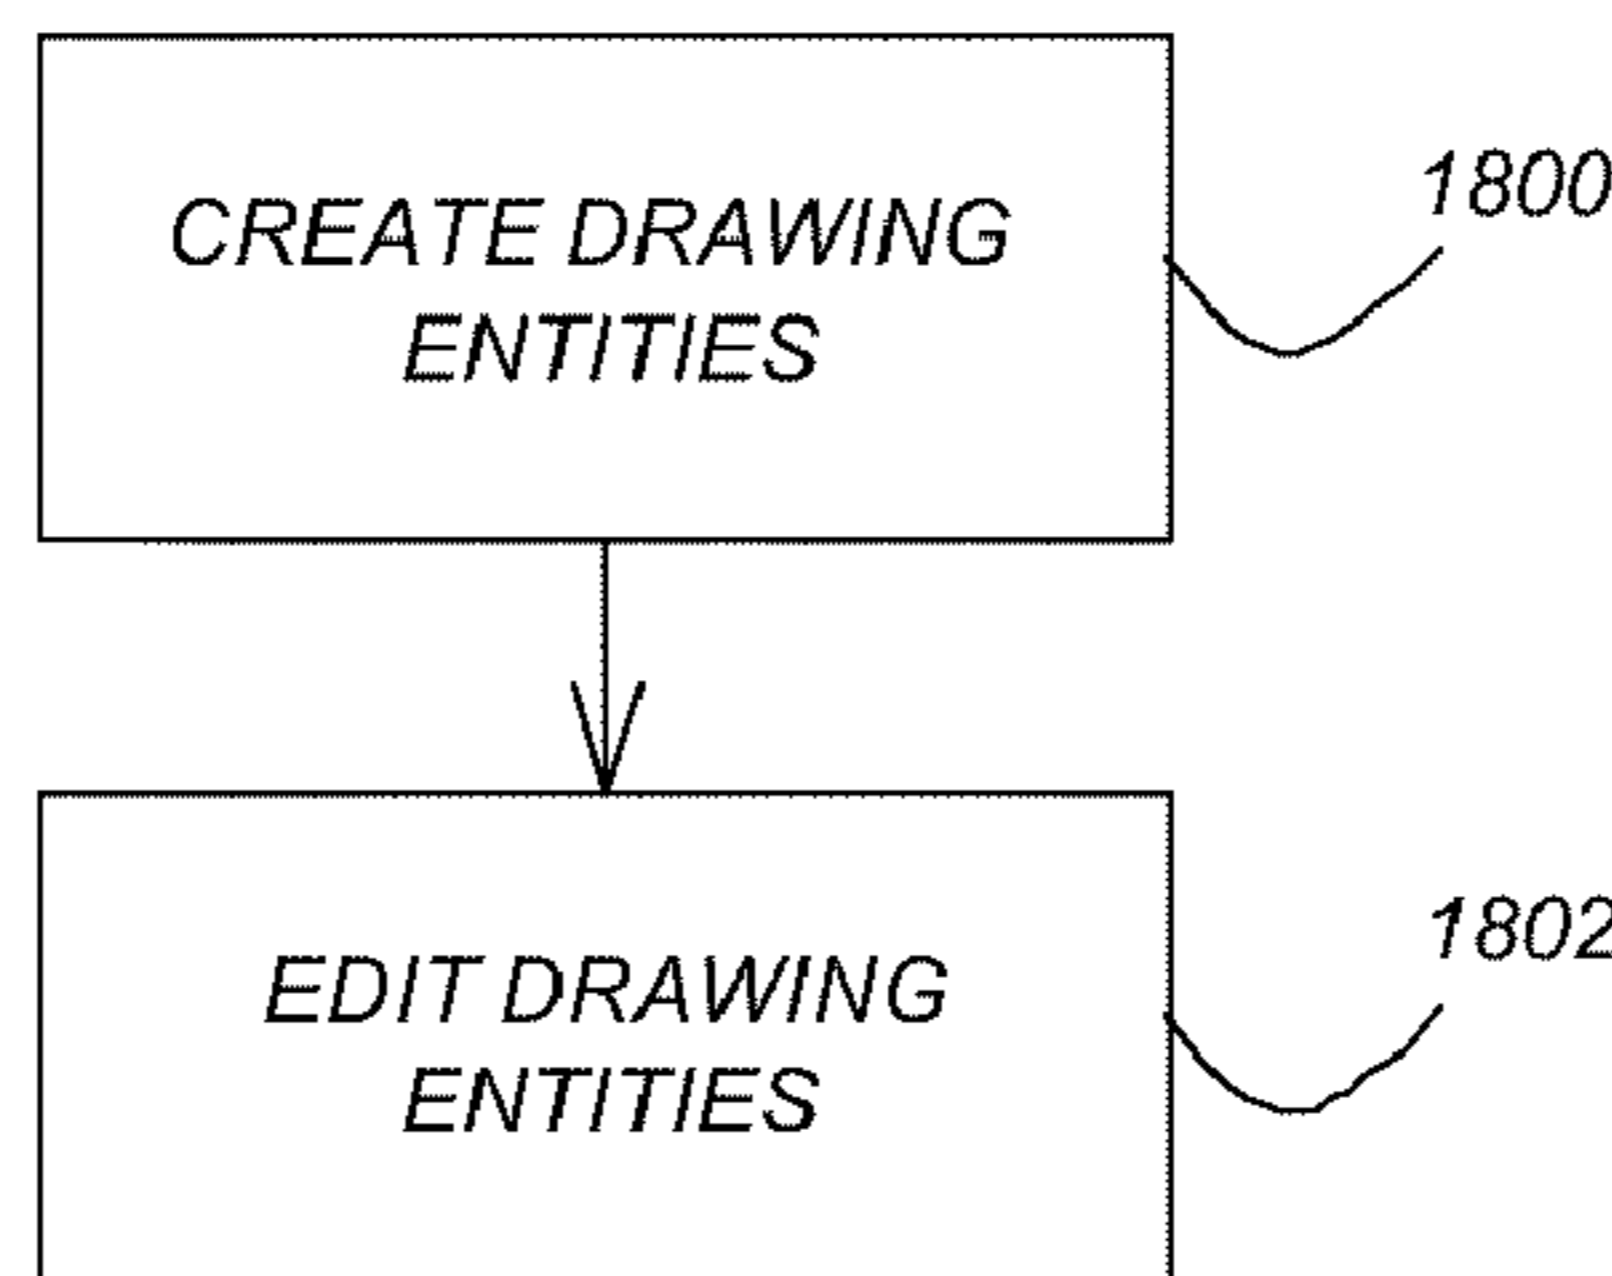 CREATE DRAWING
ENTITIES
1800
EDIT DRAWING
ENTITIES
1802